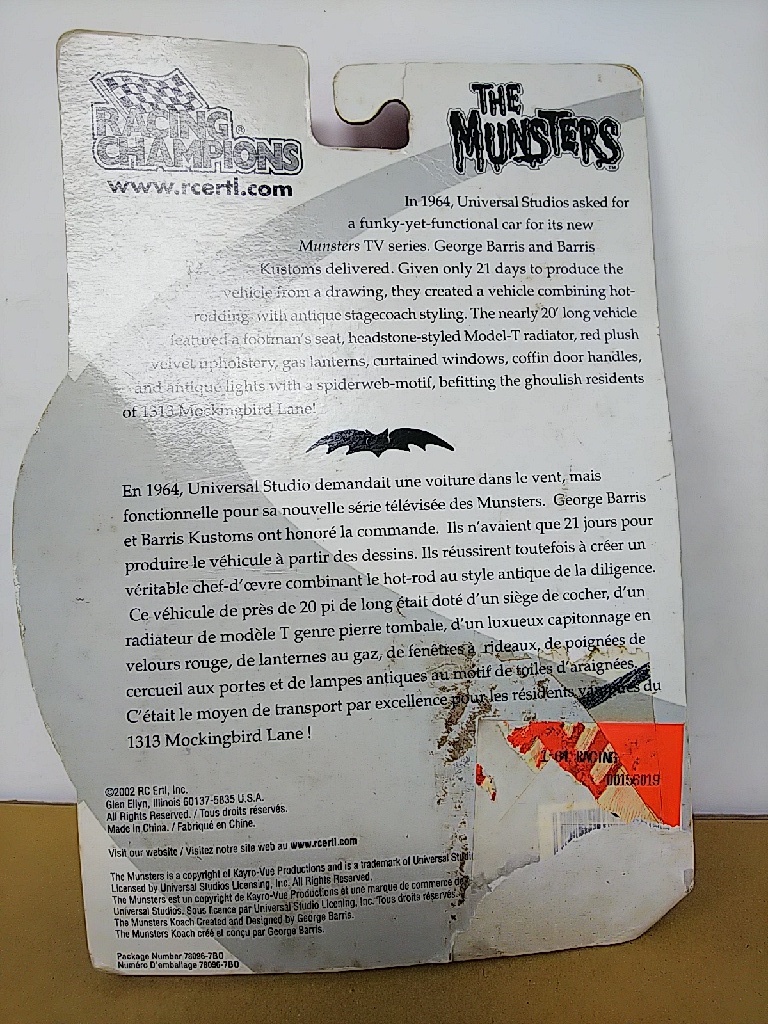 RACING®
CHAMPIONS
www.rcertl.com
THE
MUNSTERS™
In 1964, Universal Studios asked for
a funky-yet-functional car for its new
Munsters TV series. George Barris and Barris
Kustoms delivered. Given only 21 days to produce the
vehicle from a drawing, they created a vehicle combining hot-
rodding with antique stagecoach styling. The nearly 20' long vehicle
featured a footman's seat, headstone-styled Model-T radiator, red plush
velvet upholstery, gas lanterns, curtained windows, coffin door handles,
and antique lights with a spiderweb-motif, befitting the ghoulish residents
of 1313 Mockingbird Lane!
En 1964, Universal Studio demandait une voiture dans le vent, mais
fonctionnelle pour sa nouvelle série télévisée des Munsters. George Barris
et Barris Kustoms ont honoré la commande. Ils n'avaient que 21 jours pour
produire le véhicule à partir des dessins. Ils réussirent toutefois à créer un
véritable chef-d'œvre combinant le hot-rod au style antique de la diligence.
Ce véhicule de près de 20 pi de long était doté d'un siège de cocher, d'un
radiateur de modèle T genre pierre tombale, d'un luxueux capitonnage en
velours rouge, de lanternes au gaz, de fenêtres à rideaux, de poignées de
cercueil aux portes et de lampes antiques au motif de toiles d'araignées.
C'était le moyen de transport par excellence pour les résidents du
1313 Mockingbird Lane !
1-64 RACING
00156019
©2002 RC Ertl, Inc.
Glen Ellyn, Illinois 60137-5835 U.S.A.
All Rights Reserved. / Tous droits réservés.
Made in China. / Fabriqué en Chine.
Visit our website / Visitez notre site web au www.rcertl.com
The Munsters is a copyright of Kayro-Vue Productions and is a trademark of Universal Studi
Licensed by Universal Studios Licensing, Inc. All Rights Reserved.
The Munsters est un copyright de Kayro-Vue Productions et une marque de commerce de
Universal Studios. Sous licence par Universal Studio Licening, Inc. Tous droits réservés.
The Munsters Koach Created and Designed by George Barris.
The Munsters Koach créé et conçu par George Barris.
Package Number 78096-7B0
Numéro D'emballage 78096-7B0